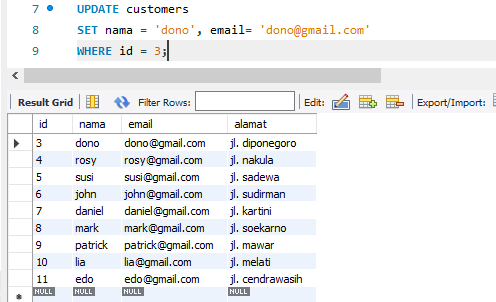 7 UPDATE customers
8 SET nama = 'dono', email= 'dono@gmail.com'
9 WHERE id = 3;
Result Grid Filter Rows: Edit: Export/Import:
id nama email alamat
3 dono dono@gmail.com jl. diponegoro
4 rosy rosy@gmail.com jl. nakula
5 susi susi@gmail.com jl. sadewa
6 john john@gmail.com jl. sudirman
7 daniel daniel@gmail.com jl. kartini
8 mark mark@gmail.com jl. soekarno
9 patrick patrick@gmail.com jl. mawar
10 lia lia@gmail.com jl. melati
11 edo edo@gmail.com jl. cendrawasih
NULL NULL NULL NULL